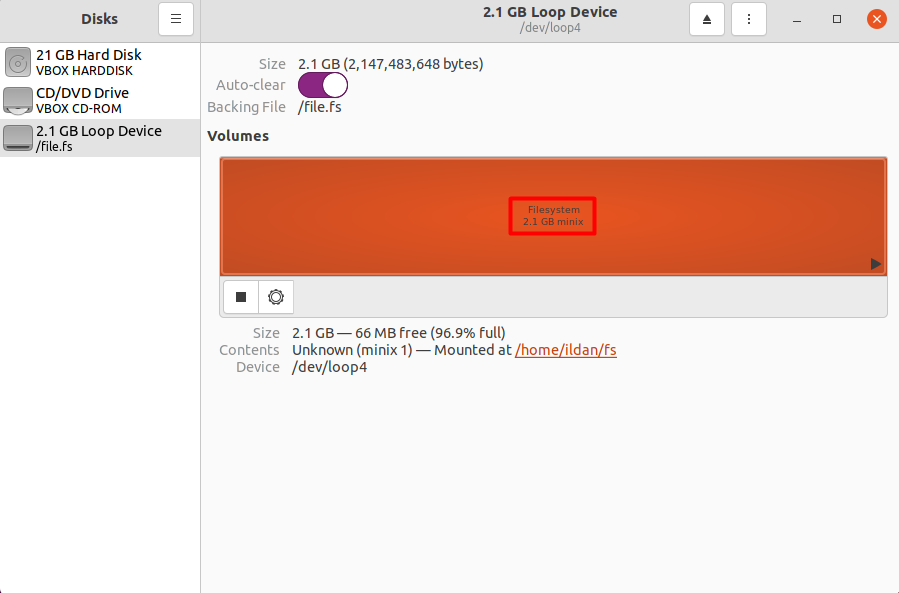 Disks
2.1 GB Loop Device
/dev/loop4
21 GB Hard Disk
VBOX HARDDISK
CD/DVD Drive
VBOX CD-ROM
2.1 GB Loop Device
/file.fs
Size 2.1 GB (2,147,483,648 bytes)
Auto-clear
Backing File /file.fs
Volumes
Filesystem
2.1 GB minix
Size 2.1 GB — 66 MB free (96.9% full)
Contents Unknown (minix 1) — Mounted at /home/ildan/fs
Device /dev/loop4